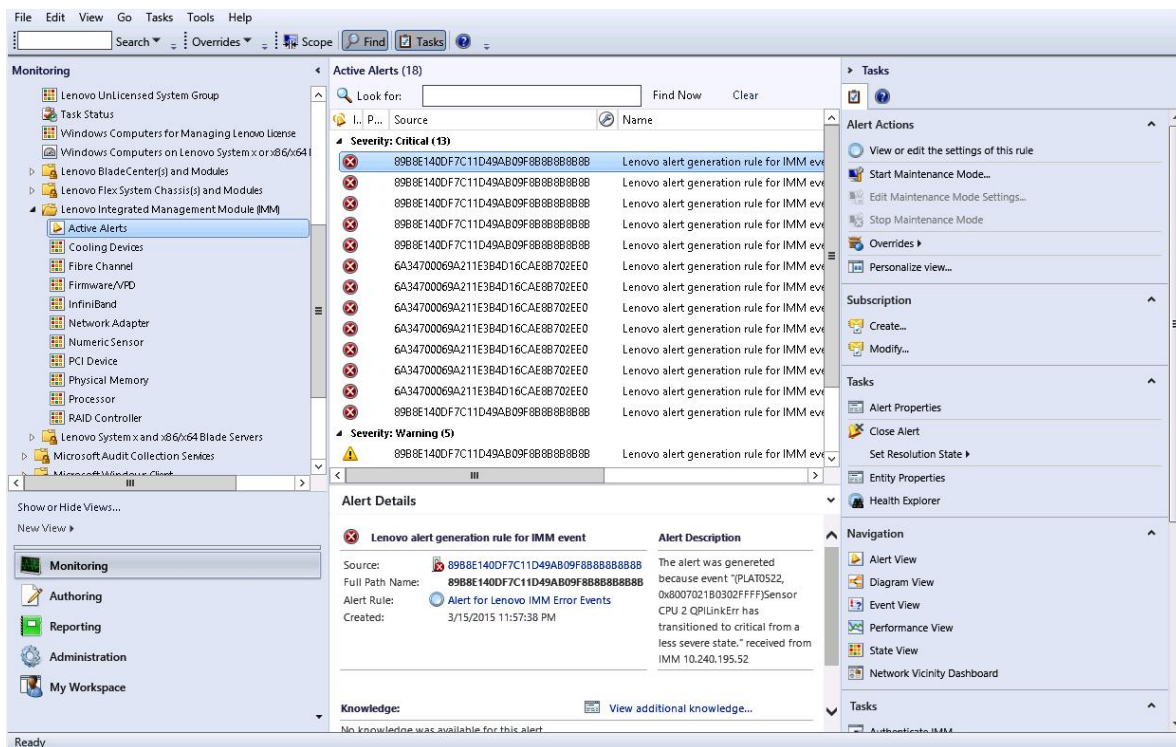 File Edit View Go Tasks Tools Help
Search Overrides Scope Find Tasks
Monitoring
Lenovo UnLicensed System Group
Task Status
Windows Computers for Managing Lenovo License
Windows Computers on Lenovo System x or x86/x64 
Lenovo BladeCenter(s) and Modules
Lenovo Flex System Chassis(s) and Modules
Lenovo Integrated Management Module (IMM)
Active Alerts
Cooling Devices
Fibre Channel
Firmware/VPD
InfiniBand
Network Adapter
Numeric Sensor
PCI Device
Physical Memory
Processor
RAID Controller
Lenovo System x and x86/x64 Blade Servers
Microsoft Audit Collection Services
Microsoft Windows Client
Show or Hide Views...
New View
Monitoring
Authoring
Reporting
Administration
My Workspace
Active Alerts (18)
Look for: Find Now Clear
I.. P... Source Name
Severity: Critical (13)
89B8E140DF7C11D49AB09F8B8B8B8B8B Lenovo alert generation rule for IMM eve
89B8E140DF7C11D49AB09F8B8B8B8B8B Lenovo alert generation rule for IMM eve
89B8E140DF7C11D49AB09F8B8B8B8B8B Lenovo alert generation rule for IMM eve
89B8E140DF7C11D49AB09F8B8B8B8B8B Lenovo alert generation rule for IMM eve
89B8E140DF7C11D49AB09F8B8B8B8B8B Lenovo alert generation rule for IMM eve
6A34700069A211E3B4D16CAE8B702EE0 Lenovo alert generation rule for IMM eve
6A34700069A211E3B4D16CAE8B702EE0 Lenovo alert generation rule for IMM eve
6A34700069A211E3B4D16CAE8B702EE0 Lenovo alert generation rule for IMM eve
6A34700069A211E3B4D16CAE8B702EE0 Lenovo alert generation rule for IMM eve
6A34700069A211E3B4D16CAE8B702EE0 Lenovo alert generation rule for IMM eve
6A34700069A211E3B4D16CAE8B702EE0 Lenovo alert generation rule for IMM eve
6A34700069A211E3B4D16CAE8B702EE0 Lenovo alert generation rule for IMM eve
89B8E140DF7C11D49AB09F8B8B8B8B8B Lenovo alert generation rule for IMM eve
Severity: Warning (5)
89B8E140DF7C11D49AB09F8B8B8B8B8B Lenovo alert generation rule for IMM eve
Alert Details
Lenovo alert generation rule for IMM event
Source: 89B8E140DF7C11D49AB09F8B8B8B8B8B
Full Path Name: 89B8E140DF7C11D49AB09F8B8B8B8B8B
Alert Rule: Alert for Lenovo IMM Error Events
Created: 3/15/2015 11:57:38 PM
Alert Description
The alert was genereted
because event "(PLAT0522,
0x8007021B0302FFFF)Sensor
CPU 2 QPILinkErr has
transitioned to critical from a
less severe state." received from
IMM 10.240.195.52
Knowledge: View additional knowledge...
No knowledge was available for this alert
Tasks
Alert Actions
View or edit the settings of this rule
Start Maintenance Mode...
Edit Maintenance Mode Settings...
Stop Maintenance Mode
Overrides
Personalize view...
Subscription
Create...
Modify...
Tasks
Alert Properties
Close Alert
Set Resolution State
Entity Properties
Health Explorer
Navigation
Alert View
Diagram View
Event View
Performance View
State View
Network Vicinity Dashboard
Tasks
Authenticate IMM
Ready